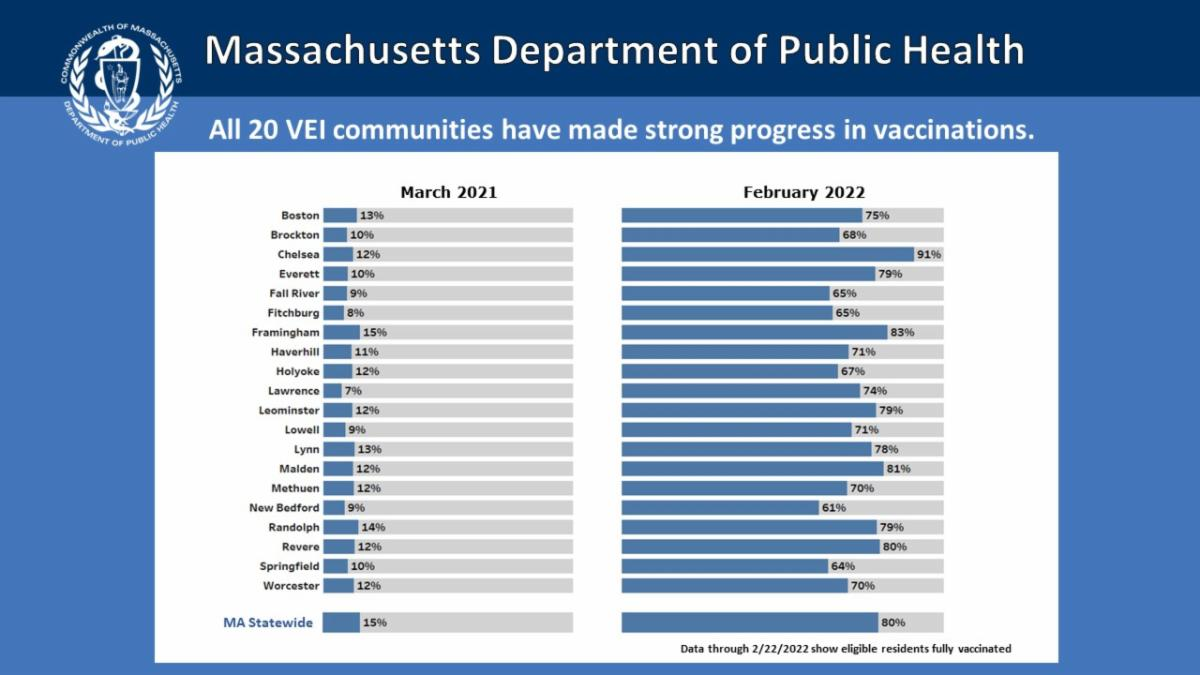 COMMONWEALTH OF MASSACHUSETTS
DEPARTMENT OF PUBLIC HEALTH
Massachusetts Department of Public Health
All 20 VEI communities have made strong progress in vaccinations.
March 2021 February 2022
Boston 13% 75%
Brockton 10% 68%
Chelsea 12% 91%
Everett 10% 79%
Fall River 9% 65%
Fitchburg 8% 65%
Framingham 15% 83%
Haverhill 11% 71%
Holyoke 12% 67%
Lawrence 7% 74%
Leominster 12% 79%
Lowell 9% 71%
Lynn 13% 78%
Malden 12% 81%
Methuen 12% 70%
New Bedford 9% 61%
Randolph 14% 79%
Revere 12% 80%
Springfield 10% 64%
Worcester 12% 70%
MA Statewide 15% 80%
Data through 2/22/2022 show eligible residents fully vaccinated